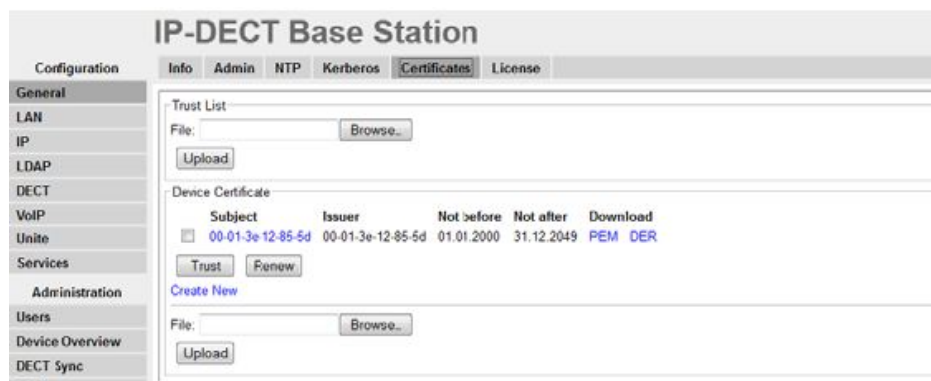 IP-DECT Base Station
Configuration
Info Admin NTP Kerberos Certificates License
General
LAN
IP
LDAP
DECT
VoIP
Unite
Services
Administration
Users
Device Overview
DECT Sync
Trust List
File: Browse...
Upload
Device Certificate
Subject Issuer Not before Not after Download
00-01-3e-12-85-5d 00-01-3e-12-85-5d 01.01.2000 31.12.2049 PEM DER
Trust Renew
Create New
File: Browse...
Upload